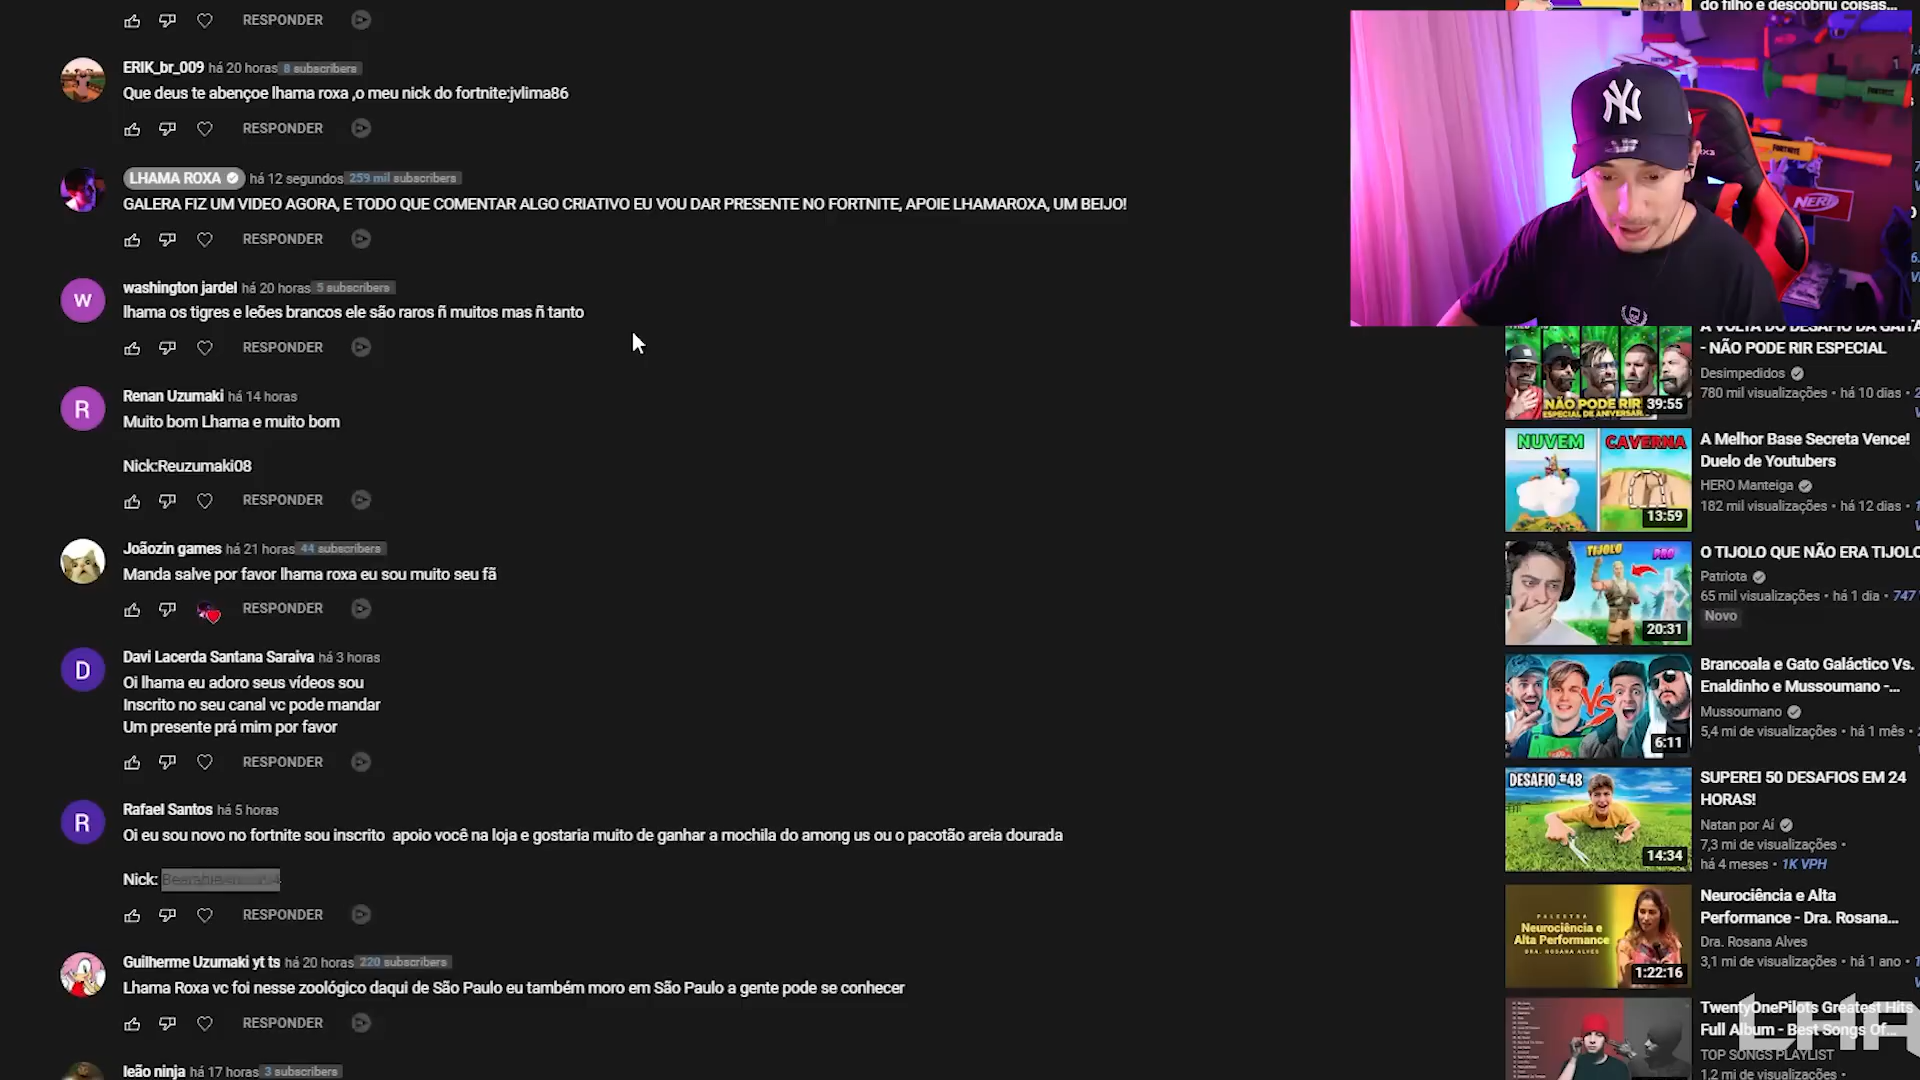 RESPONDER
ERIK_br_009 há 20 horas 8 subscribers
Que deus te abençoe lhama roxa ,o meu nick do fortnite:jvlima86
RESPONDER
LHAMA ROXA há 12 segundos 259 mil subscribers
GALERA FIZ UM VIDEO AGORA, E TODO QUE COMENTAR ALGO CRIATIVO EU VOU DAR PRESENTE NO FORTNITE, APOIE LHAMAROXA, UM BEIJO!
RESPONDER
washington jardel há 20 horas 5 subscribers
lhama os tigres e leões brancos ele são raros ñ muitos mas ñ tanto
RESPONDER
Renan Uzumaki há 14 horas
Muito bom Lhama e muito bom
Nick:Reuzumaki08
RESPONDER
Joãozin games há 21 horas 44 subscribers
Manda salve por favor lhama roxa eu sou muito seu fã
RESPONDER
Davi Lacerda Santana Saraiva há 3 horas
Oi lhama eu adoro seus vídeos sou
Inscrito no seu canal vc pode mandar
Um presente prá mim por favor
RESPONDER
Rafael Santos há 5 horas
Oi eu sou novo no fortnite sou inscrito apoio você na loja e gostaria muito de ganhar a mochila do among us ou o pacotão areia dourada
Nick:
RESPONDER
Guilherme Uzumaki yt ts há 20 horas 220 subscribers
Lhama Roxa vc foi nesse zoológico daqui de São Paulo eu também moro em São Paulo a gente pode se conhecer
RESPONDER
leão ninja há 17 horas 3 subscribers
W
R
D
R
do filho e descobriu coisas...
NY
FORTNITE
NERF
A VOLTA DO DESAFIO DA GAITA
- NÃO PODE RIR ESPECIAL
Desimpedidos
780 mil visualizações • há 10 dias •
NÃO PODE RIR
ESPECIAL DE ANIVERSÁR
39:55
NUVEM CAVERNA
13:59
A Melhor Base Secreta Vence!
Duelo de Youtubers
HERO Manteiga
182 mil visualizações • há 12 dias •
TIJOLO PRO
20:31
O TIJOLO QUE NÃO ERA TIJOLO
Patriota
65 mil visualizações • há 1 dia • 747
Novo
VS
6:11
Brancoala e Gato Galáctico Vs.
Enaldinho e Mussoumano -...
Mussoumano
5,4 mi de visualizações • há 1 mês •
DESAFIO #48
14:34
SUPEREI 50 DESAFIOS EM 24
HORAS!
Natan por Aí
7,3 mi de visualizações •
há 4 meses • 1K VPH
PALESTRA
Neurociência e
Alta Performance
DRA. ROSANA ALVES
1:22:16
Neurociência e Alta
Performance - Dra. Rosana...
Dra. Rosana Alves
3,1 mi de visualizações • há 1 ano •
TwentyOnePilots Greatest Hits
Full Album - Best Songs Of...
TOP SONGS PLAYLIST
1,2 mi de visualizações •
LHA